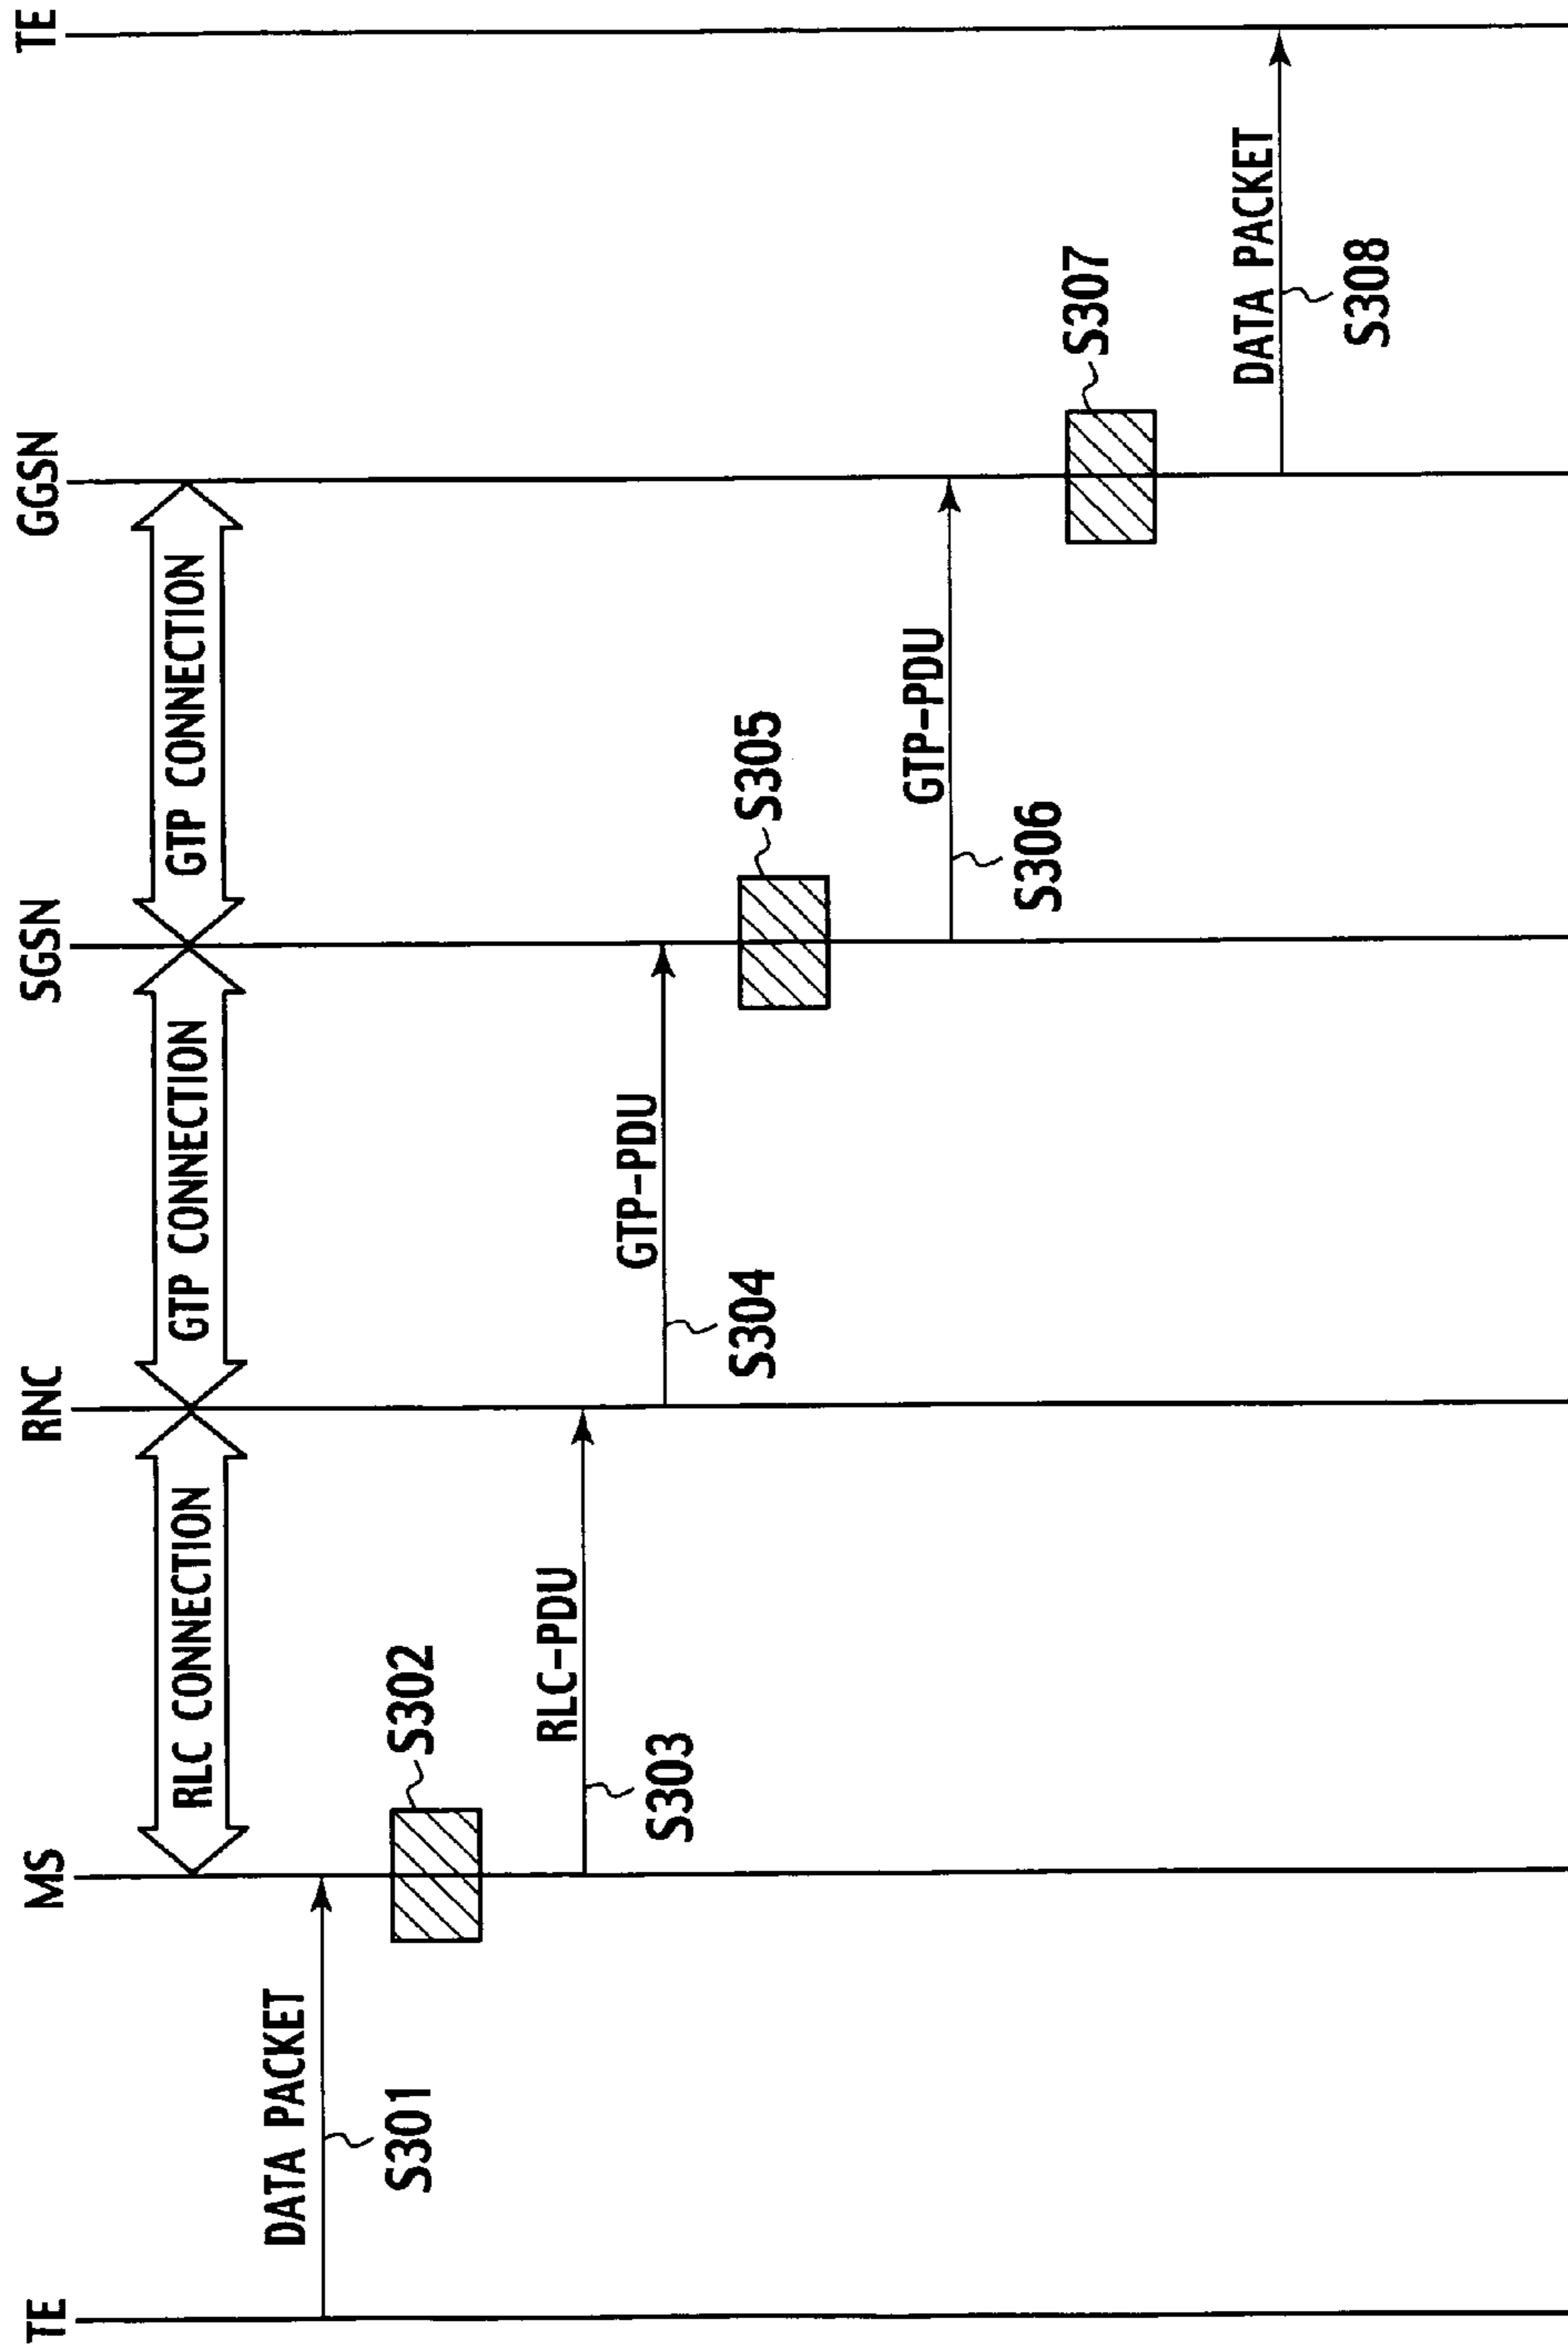 TE
MS
RNC
SGSN
GGSN
TE
RLC CONNECTION
GTP CONNECTION
GTP CONNECTION
DATA PACKET
S301
S302
RLC-PDU
S303
GTP-PDU
S304
S305
GTP-PDU
S306
S307
DATA PACKET
S308